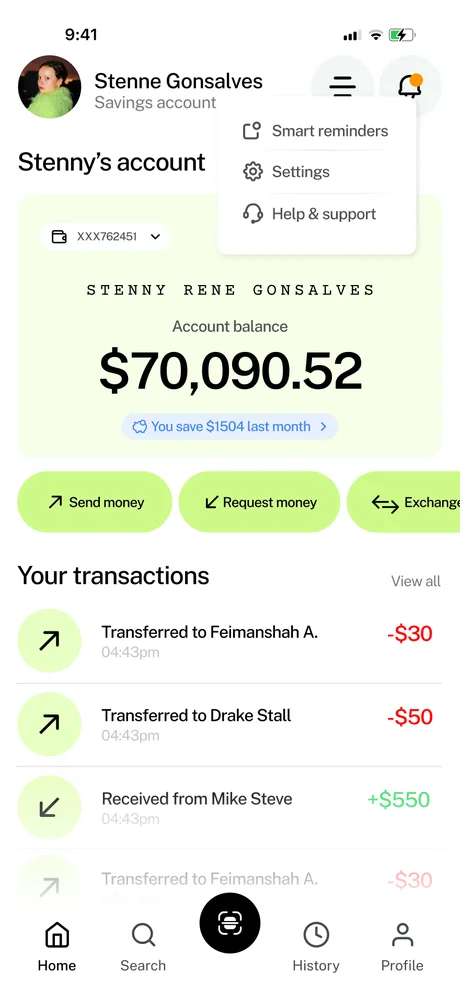 9:41
Stenne Gonsalves
Savings account
Smart reminders
Settings
Help & support
Stenny’s account
XXX762451
STENNY RENE GONSALVES
Account balance
$70,090.52
You save $1504 last month
Send money
Request money
Exchange
Your transactions
View all
Transferred to Feimanshah A.
-$30
04:43pm
Transferred to Drake Stall
-$50
04:43pm
Received from Mike Steve
+$550
04:43pm
Transferred to Feimanshah A.
-$30
Home
Search
History
Profile